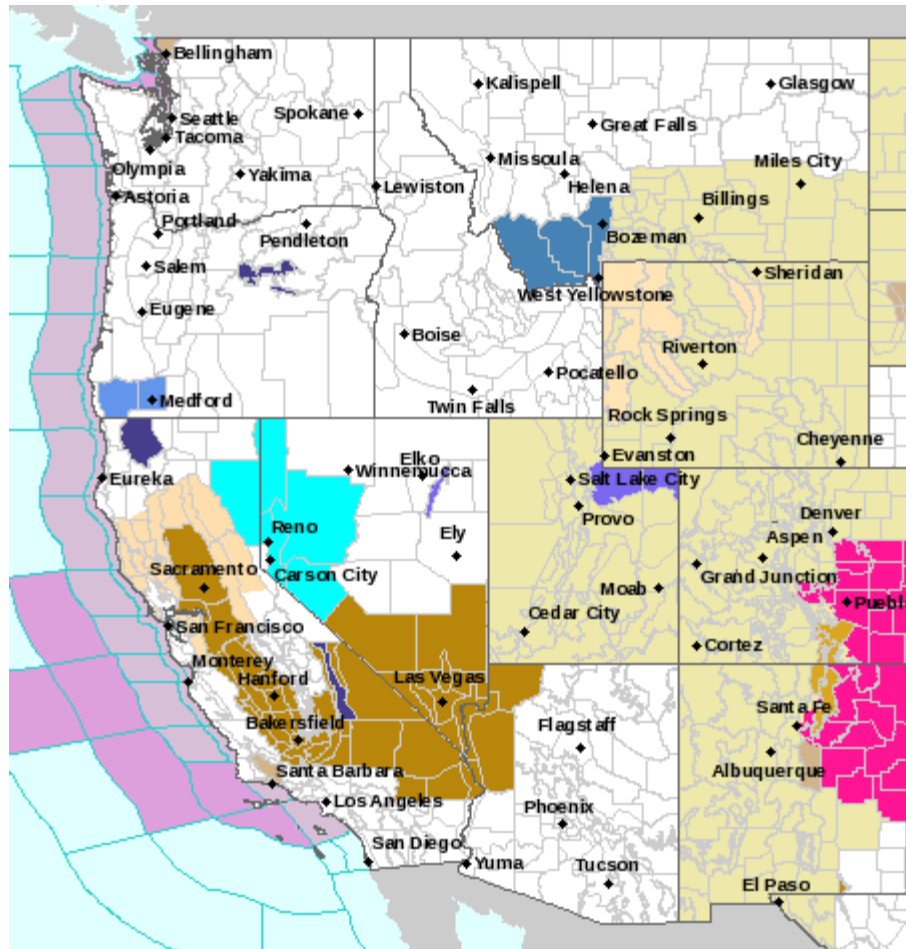 Bellingham
Kalispell
Glasgow
Seattle
Spokane
Great Falls
Tacoma
Olympia
Missoula
Miles City
Yakima
Lewiston
Helena
Astoria
Billings
Portland
Pendleton
Bozeman
Salem
Sheridan
West Yellowstone
Eugene
Boise
Riverton
Pocatello
Medford
Twin Falls
Rock Springs
Cheyenne
Elko
Evanston
Eureka
Winnemucca
Salt Lake City
Provo
Denver
Reno
Ely
Aspen
Sacramento
Carson City
Grand Junction
Moab
Puebl
San Francisco
Cedar City
Cortez
Monterey
Hanford
Las Vegas
Santa Fe
Bakersfield
Flagstaff
Albuquerque
Santa Barbara
Los Angeles
Phoenix
San Diego
Yuma
Tucson
El Paso